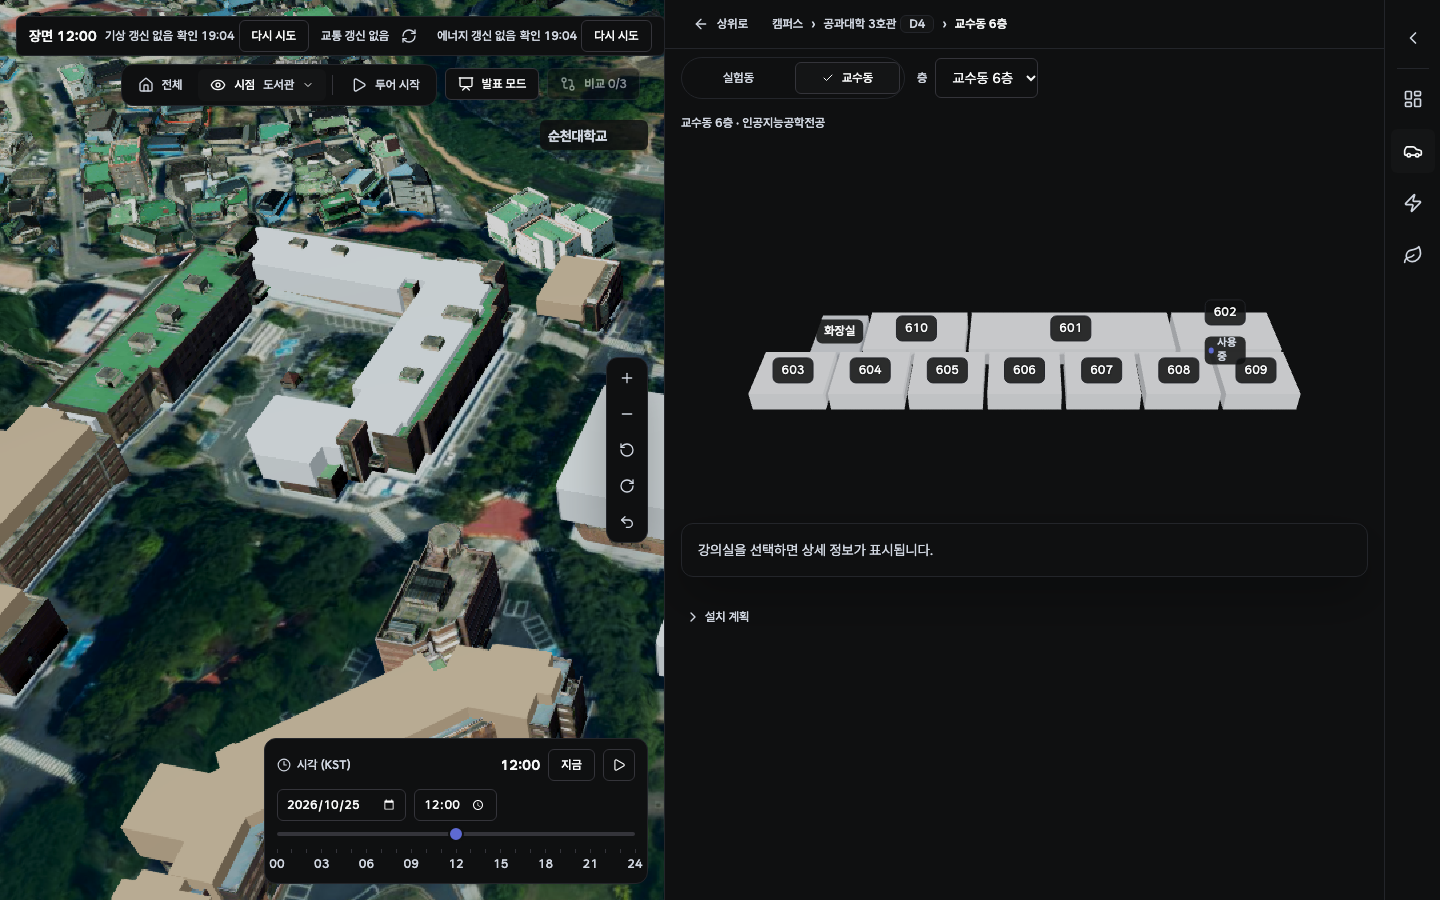 장면 12:00 기상 갱신 없음 확인 19:04 다시 시도 교통 갱신 없음 에너지 갱신 없음 확인 19:04 다시 시도
전체 시점 도서관 투어 시작 발표 모드 비교 0/3
순천대학교
시각 (KST) 12:00 지금
2026/10/25 12:00
00 03 06 09 12 15 18 21 24
상위로 캠퍼스 › 공과대학 3호관 D4 › 교수동 6층
실험동 교수동 층 교수동 6층
교수동 6층 · 인공지능공학전공
602
화장실 610 601
사용
중
603 604 605 606 607 608 609
강의실을 선택하면 상세 정보가 표시됩니다.
설치 계획